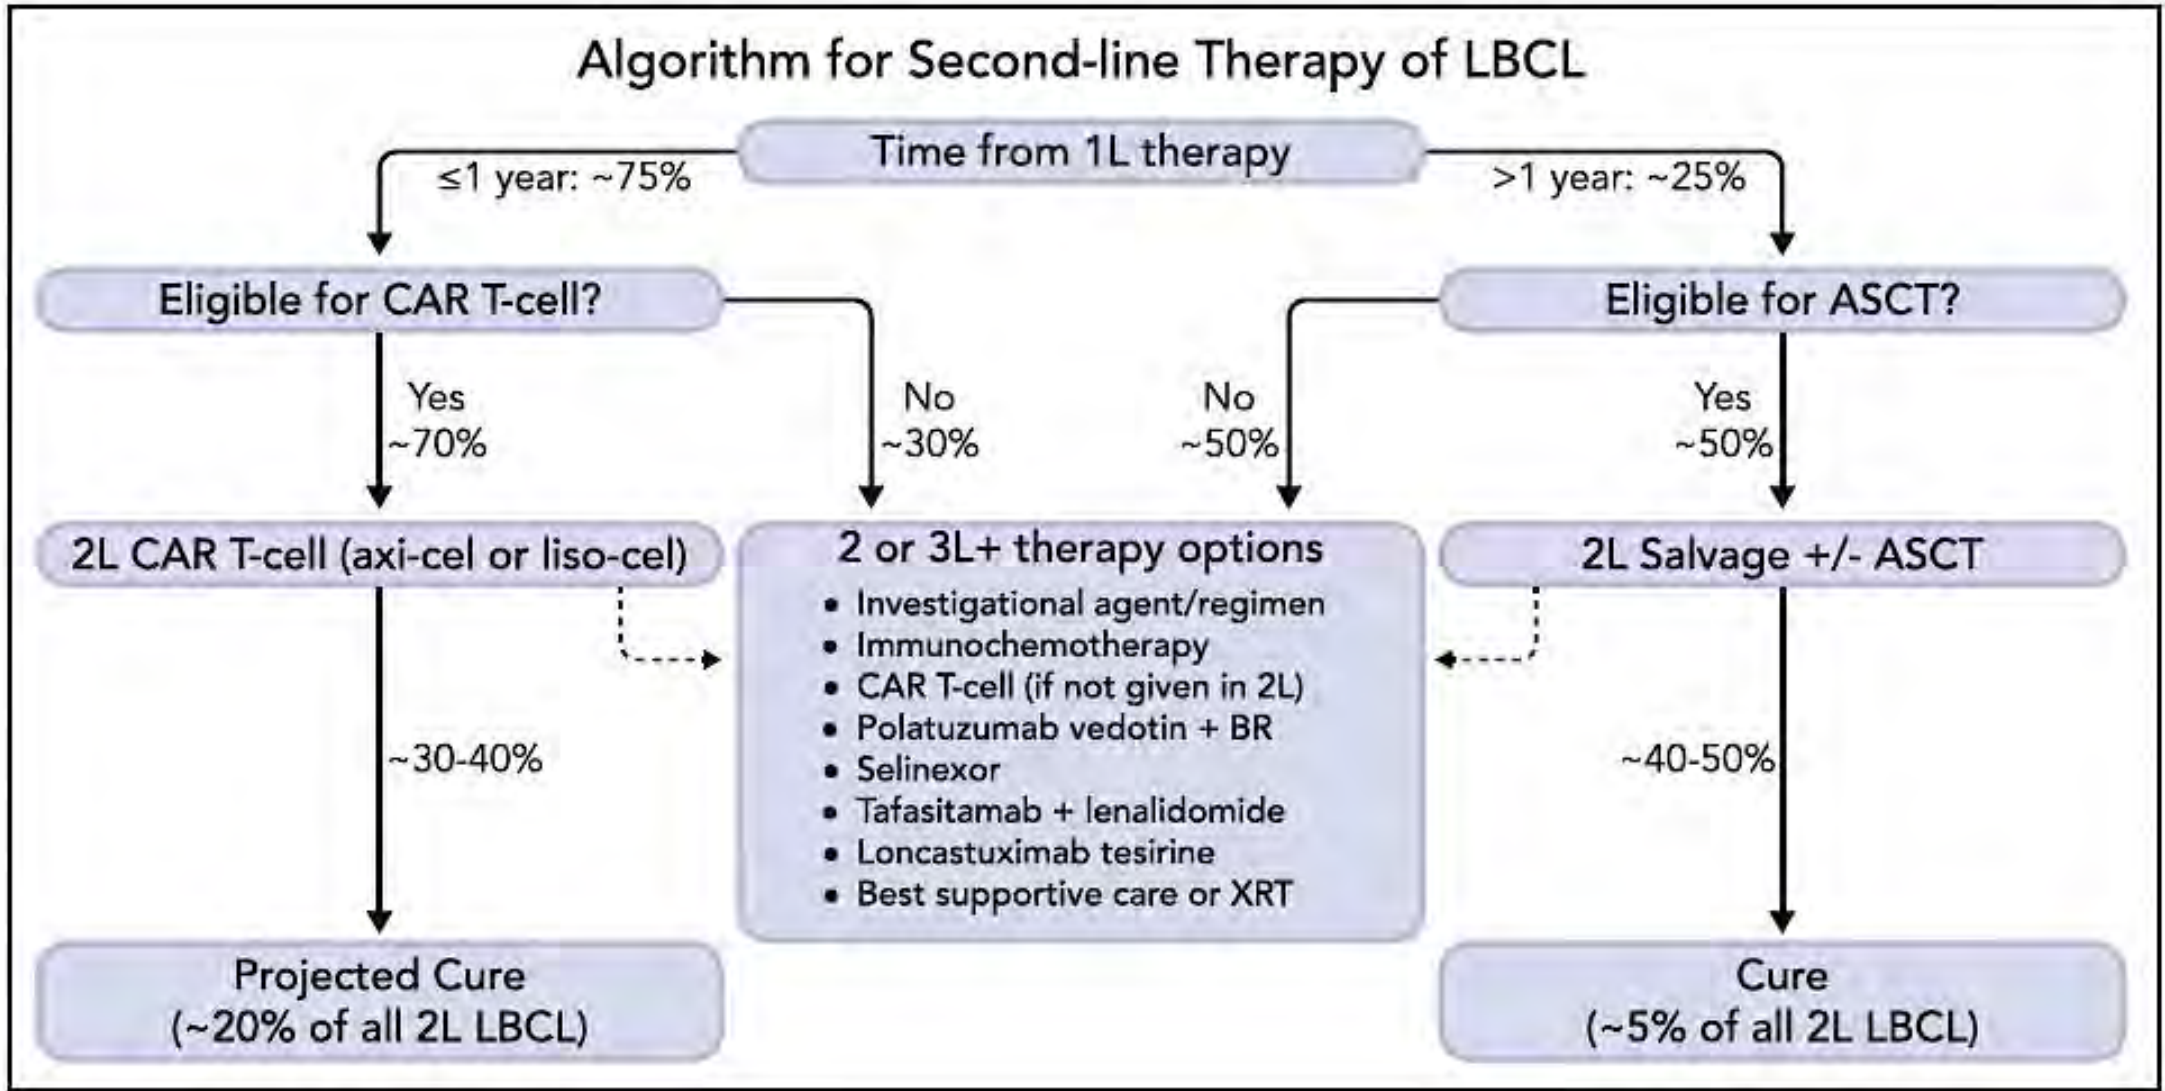 Algorithm for Second-line Therapy of LBCL
Time from 1L therapy
≤1 year: ~75%
>1 year: ~25%
Eligible for CAR T-cell?
Eligible for ASCT?
Yes
~70%
No
~30%
No
~50%
Yes
~50%
2L CAR T-cell (axi-cel or liso-cel)
2 or 3L+ therapy options
• Investigational agent/regimen
• Immunochemotherapy
• CAR T-cell (if not given in 2L)
• Polatuzumab vedotin + BR
• Selinexor
• Tafasitamab + lenalidomide
• Loncastuximab tesirine
• Best supportive care or XRT
2L Salvage +/- ASCT
~30-40%
~40-50%
Projected Cure
(~20% of all 2L LBCL)
Cure
(~5% of all 2L LBCL)